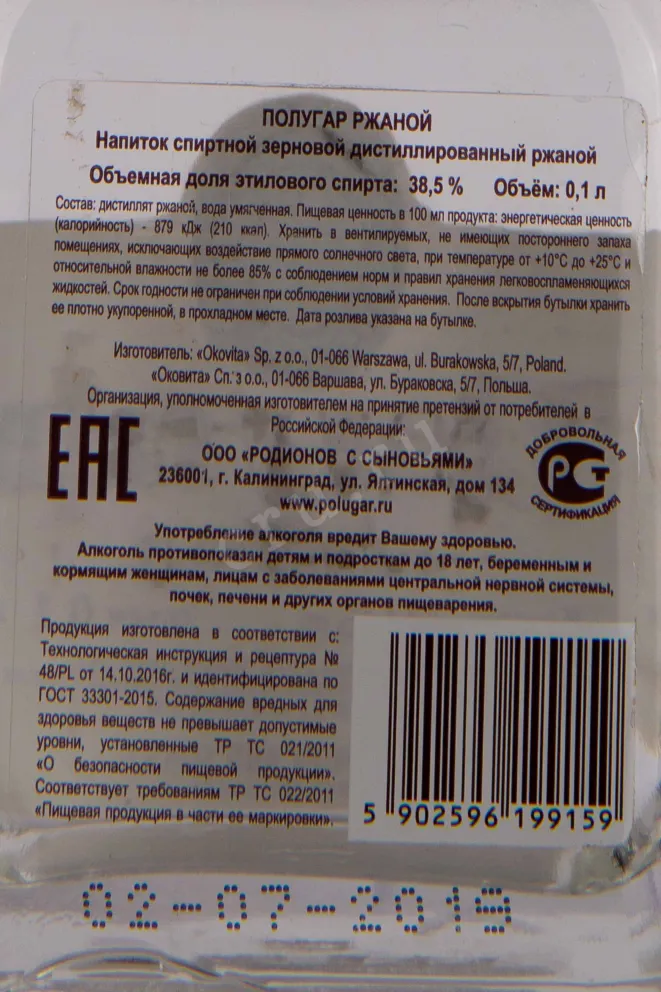 ПОЛУГАР РЖАНОЙ
Напиток спиртной зерновой дистиллированный ржаной
Объемная доля этилового спирта: 38,5 % Объём: 0,1 л
Состав: дистиллят ржаной, вода умягченная. Пищевая ценность в 100 мл продукта: энергетическая ценность
(калорийность) - 879 кДж (210 ккал). Хранить в вентилируемых, не имеющих постороннего запаха
помещениях, исключающих воздействие прямого солнечного света, при температуре от +10°С до +25°С и
относительной влажности не более 85% с соблюдением норм и правил хранения легковоспламеняющихся
жидкостей. Срок годности не ограничен при соблюдении условий хранения. После вскрытия бутылки хранить
ее плотно укупоренной, в прохладном месте. Дата розлива указана на бутылке.
Изготовитель: «Okovita» Sp. z o.o., 01-066 Warszawa, ul. Burakowska, 5/7, Poland.
«Оковита» Сп. з о.о., 01-066 Варшава, ул. Бураковска, 5/7, Польша.
Организация, уполномоченная изготовителем на принятие претензий от потребителей в
Российской Федерации:
ООО «РОДИОНОВ С СЫНОВЬЯМИ»
236001, г. Калининград, ул. Ялтинская, дом 134
www.polugar.ru
EAC
ДОБРОВОЛЬНАЯ
РСТ
СЕРТИФИКАЦИЯ
Употребление алкоголя вредит Вашему здоровью.
Алкоголь противопоказан детям и подросткам до 18 лет, беременным и
кормящим женщинам, лицам с заболеваниями центральной нервной системы,
почек, печени и других органов пищеварения.
Продукция изготовлена в соответствии с:
Технологическая инструкция и рецептура №
48/PL от 14.10.2016г. и идентифицирована по
ГОСТ 33301-2015. Содержание вредных для
здоровья веществ не превышает допустимые
уровни, установленные ТР ТС 021/2011
«О безопасности пищевой продукции».
Соответствует требованиям ТР ТС 022/2011
«Пищевая продукция в части ее маркировки».
5 902596 199159